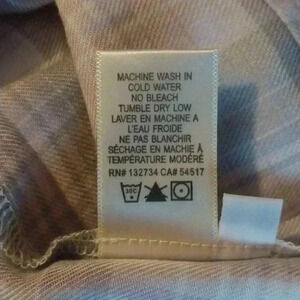 MACHINE WASH IN
COLD WATER
NO BLEACH
TUMBLE DRY LOW
LAVER EN MACHINE A
L'EAU FROIDE
NE PAS BLANCHIR
SÉCHAGE EN MACHIE À
TEMPÉRATURE MODÉRÉ
RN# 132734 CA# 54517
30C